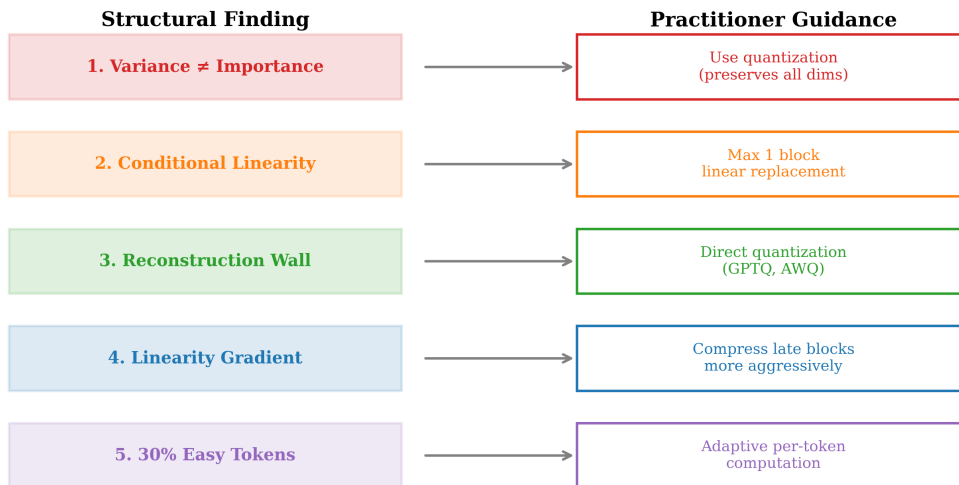 Structural Finding
Practitioner Guidance
1. Variance ≠ Importance
Use quantization
(preserves all dims)
2. Conditional Linearity
Max 1 block
linear replacement
3. Reconstruction Wall
Direct quantization
(GPTQ, AWQ)
4. Linearity Gradient
Compress late blocks
more aggressively
5. 30% Easy Tokens
Adaptive per-token
computation